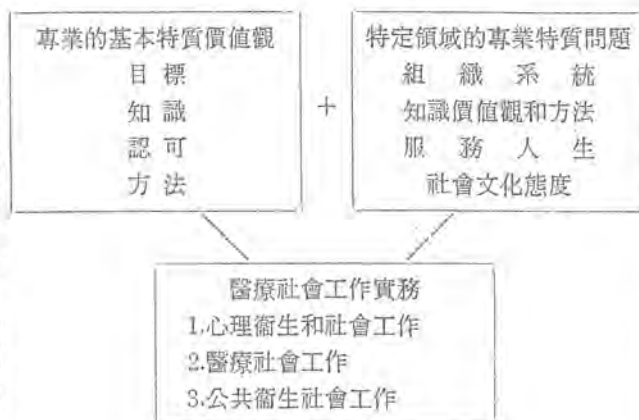 專業的基本特質價值觀
目標
知識
認可
方法
+
特定領域的專業特質問題
組織系統
知識價值觀和方法
服務人生
社會文化態度
醫療社會工作實務
1.心理衞生和社會工作
2.醫療社會工作
3.公共衞生社會工作